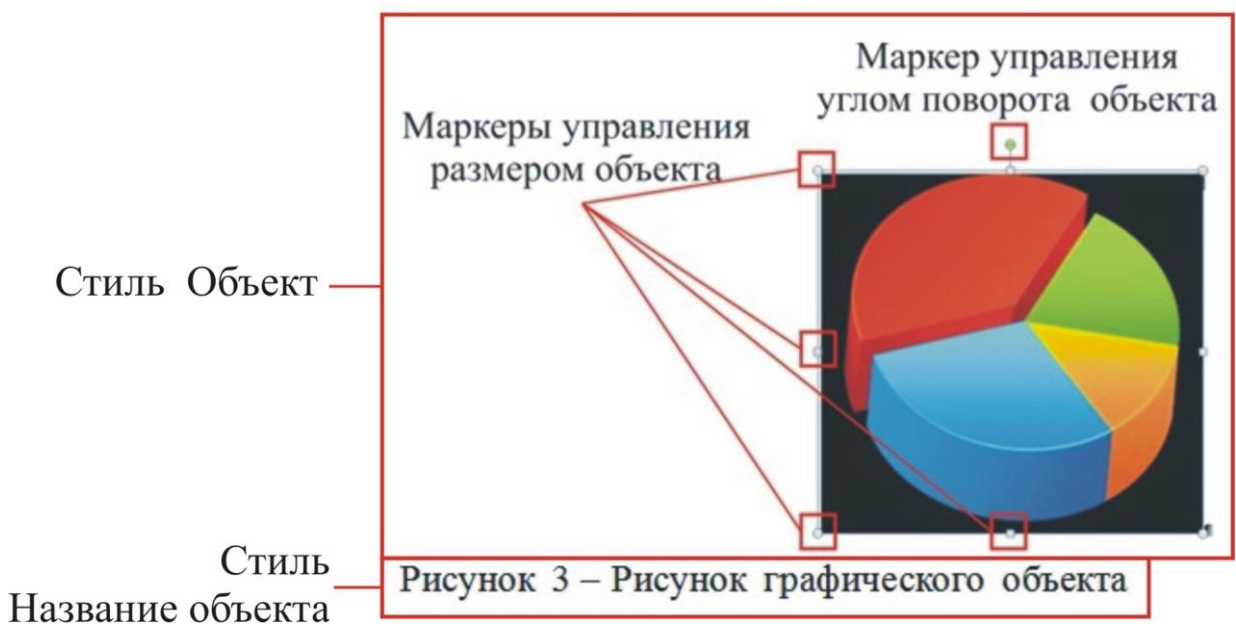 Маркер управления
углом поворота объекта
Маркеры управления
размером объекта
Стиль Объект
Стиль
Название объекта
Рисунок 3 – Рисунок графического объекта